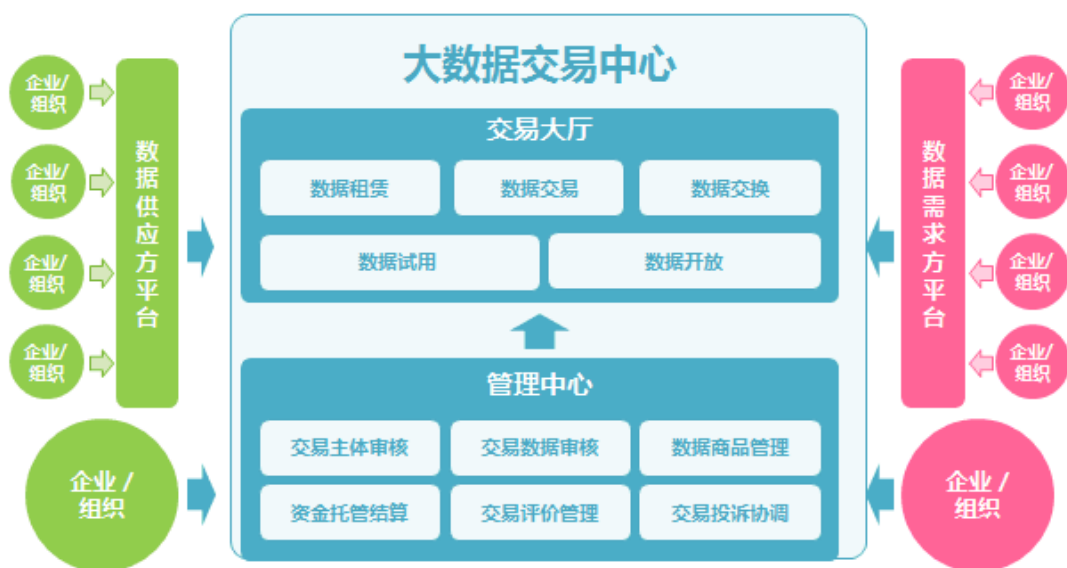 大数据交易中心
企业/
组织
企业/
组织
企业/
组织
企业/
组织
数据供应方平台
企业 /
组织
交易大厅
数据租赁
数据交易
数据交换
数据试用
数据开放
管理中心
交易主体审核
交易数据审核
数据商品管理
资金托管结算
交易评价管理
交易投诉协调
数据需求方平台
企业/
组织
企业/
组织
企业/
组织
企业/
组织
企业 /
组织